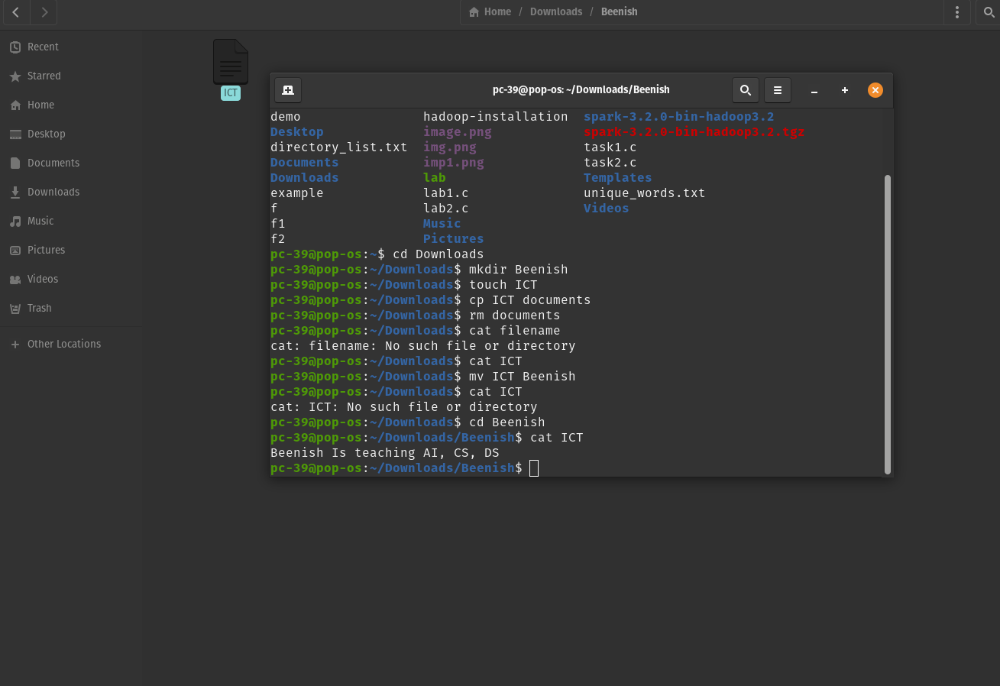 Home / Downloads / Beenish
Recent
Starred
Home
Desktop
Documents
Downloads
Music
Pictures
Videos
Trash
+ Other Locations
ICT
pc-39@pop-os: ~/Downloads/Beenish
demo hadoop-installation spark-3.2.0-bin-hadoop3.2
Desktop image.png spark-3.2.0-bin-hadoop3.2.tgz
directory_list.txt img.png task1.c
Documents imp1.png task2.c
Downloads lab Templates
example lab1.c unique_words.txt
f lab2.c Videos
f1 Music
f2 Pictures
pc-39@pop-os:~$ cd Downloads
pc-39@pop-os:~/Downloads$ mkdir Beenish
pc-39@pop-os:~/Downloads$ touch ICT
pc-39@pop-os:~/Downloads$ cp ICT documents
pc-39@pop-os:~/Downloads$ rm documents
pc-39@pop-os:~/Downloads$ cat filename
cat: filename: No such file or directory
pc-39@pop-os:~/Downloads$ cat ICT
pc-39@pop-os:~/Downloads$ mv ICT Beenish
pc-39@pop-os:~/Downloads$ cat ICT
cat: ICT: No such file or directory
pc-39@pop-os:~/Downloads$ cd Beenish
pc-39@pop-os:~/Downloads/Beenish$ cat ICT
Beenish Is teaching AI, CS, DS
pc-39@pop-os:~/Downloads/Beenish$